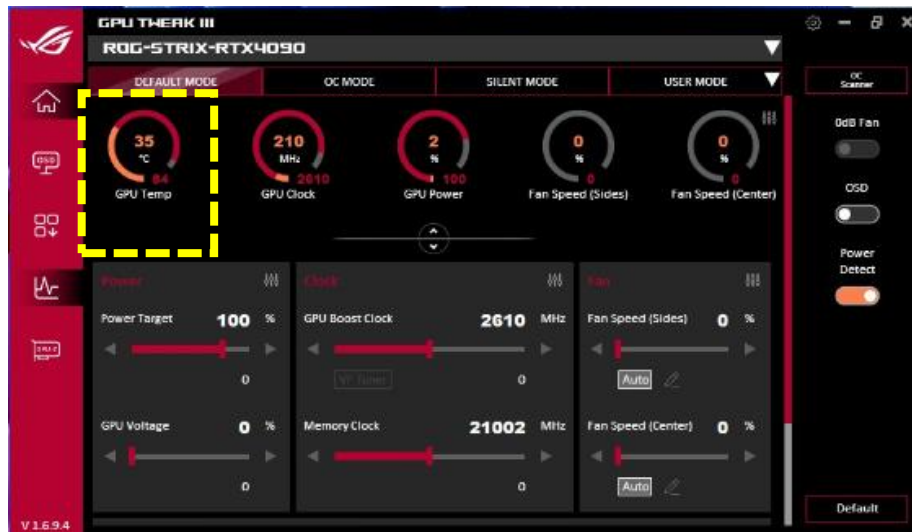 GPU TWEAK III
ROG-STRIX-RTX4090
DEFAULT MODE
OC MODE
SILENT MODE
USER MODE
OC
Scanner
35
°C
84
GPU Temp
210
MHz
2610
GPU Clock
2
%
100
GPU Power
0
%
0
Fan Speed (Sides)
0
%
0
Fan Speed (Center)
0dB Fan
OSD
Power
Detect
OSD
Power
Power Target 100 %
0
GPU Voltage 0 %
0
Clock
GPU Boost Clock 2610 MHz
VF Tuner
0
Memory Clock 21002 MHz
0
Fan
Fan Speed (Sides) 0 %
Auto
Fan Speed (Center) 0 %
Auto
Default
V 1.6.9.4